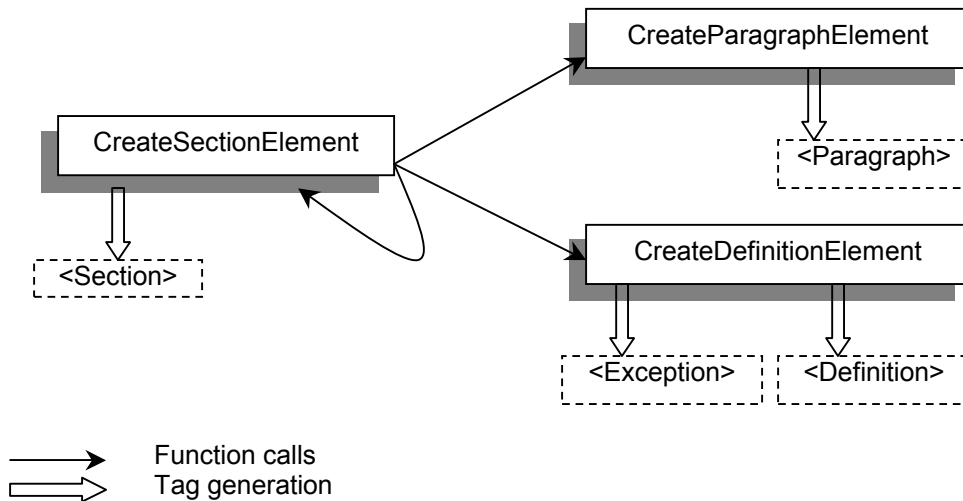 CreateParagraphElement
CreateSectionElement
<Paragraph>
CreateDefinitionElement
<Section>
<Exception>
<Definition>
Function calls
Tag generation